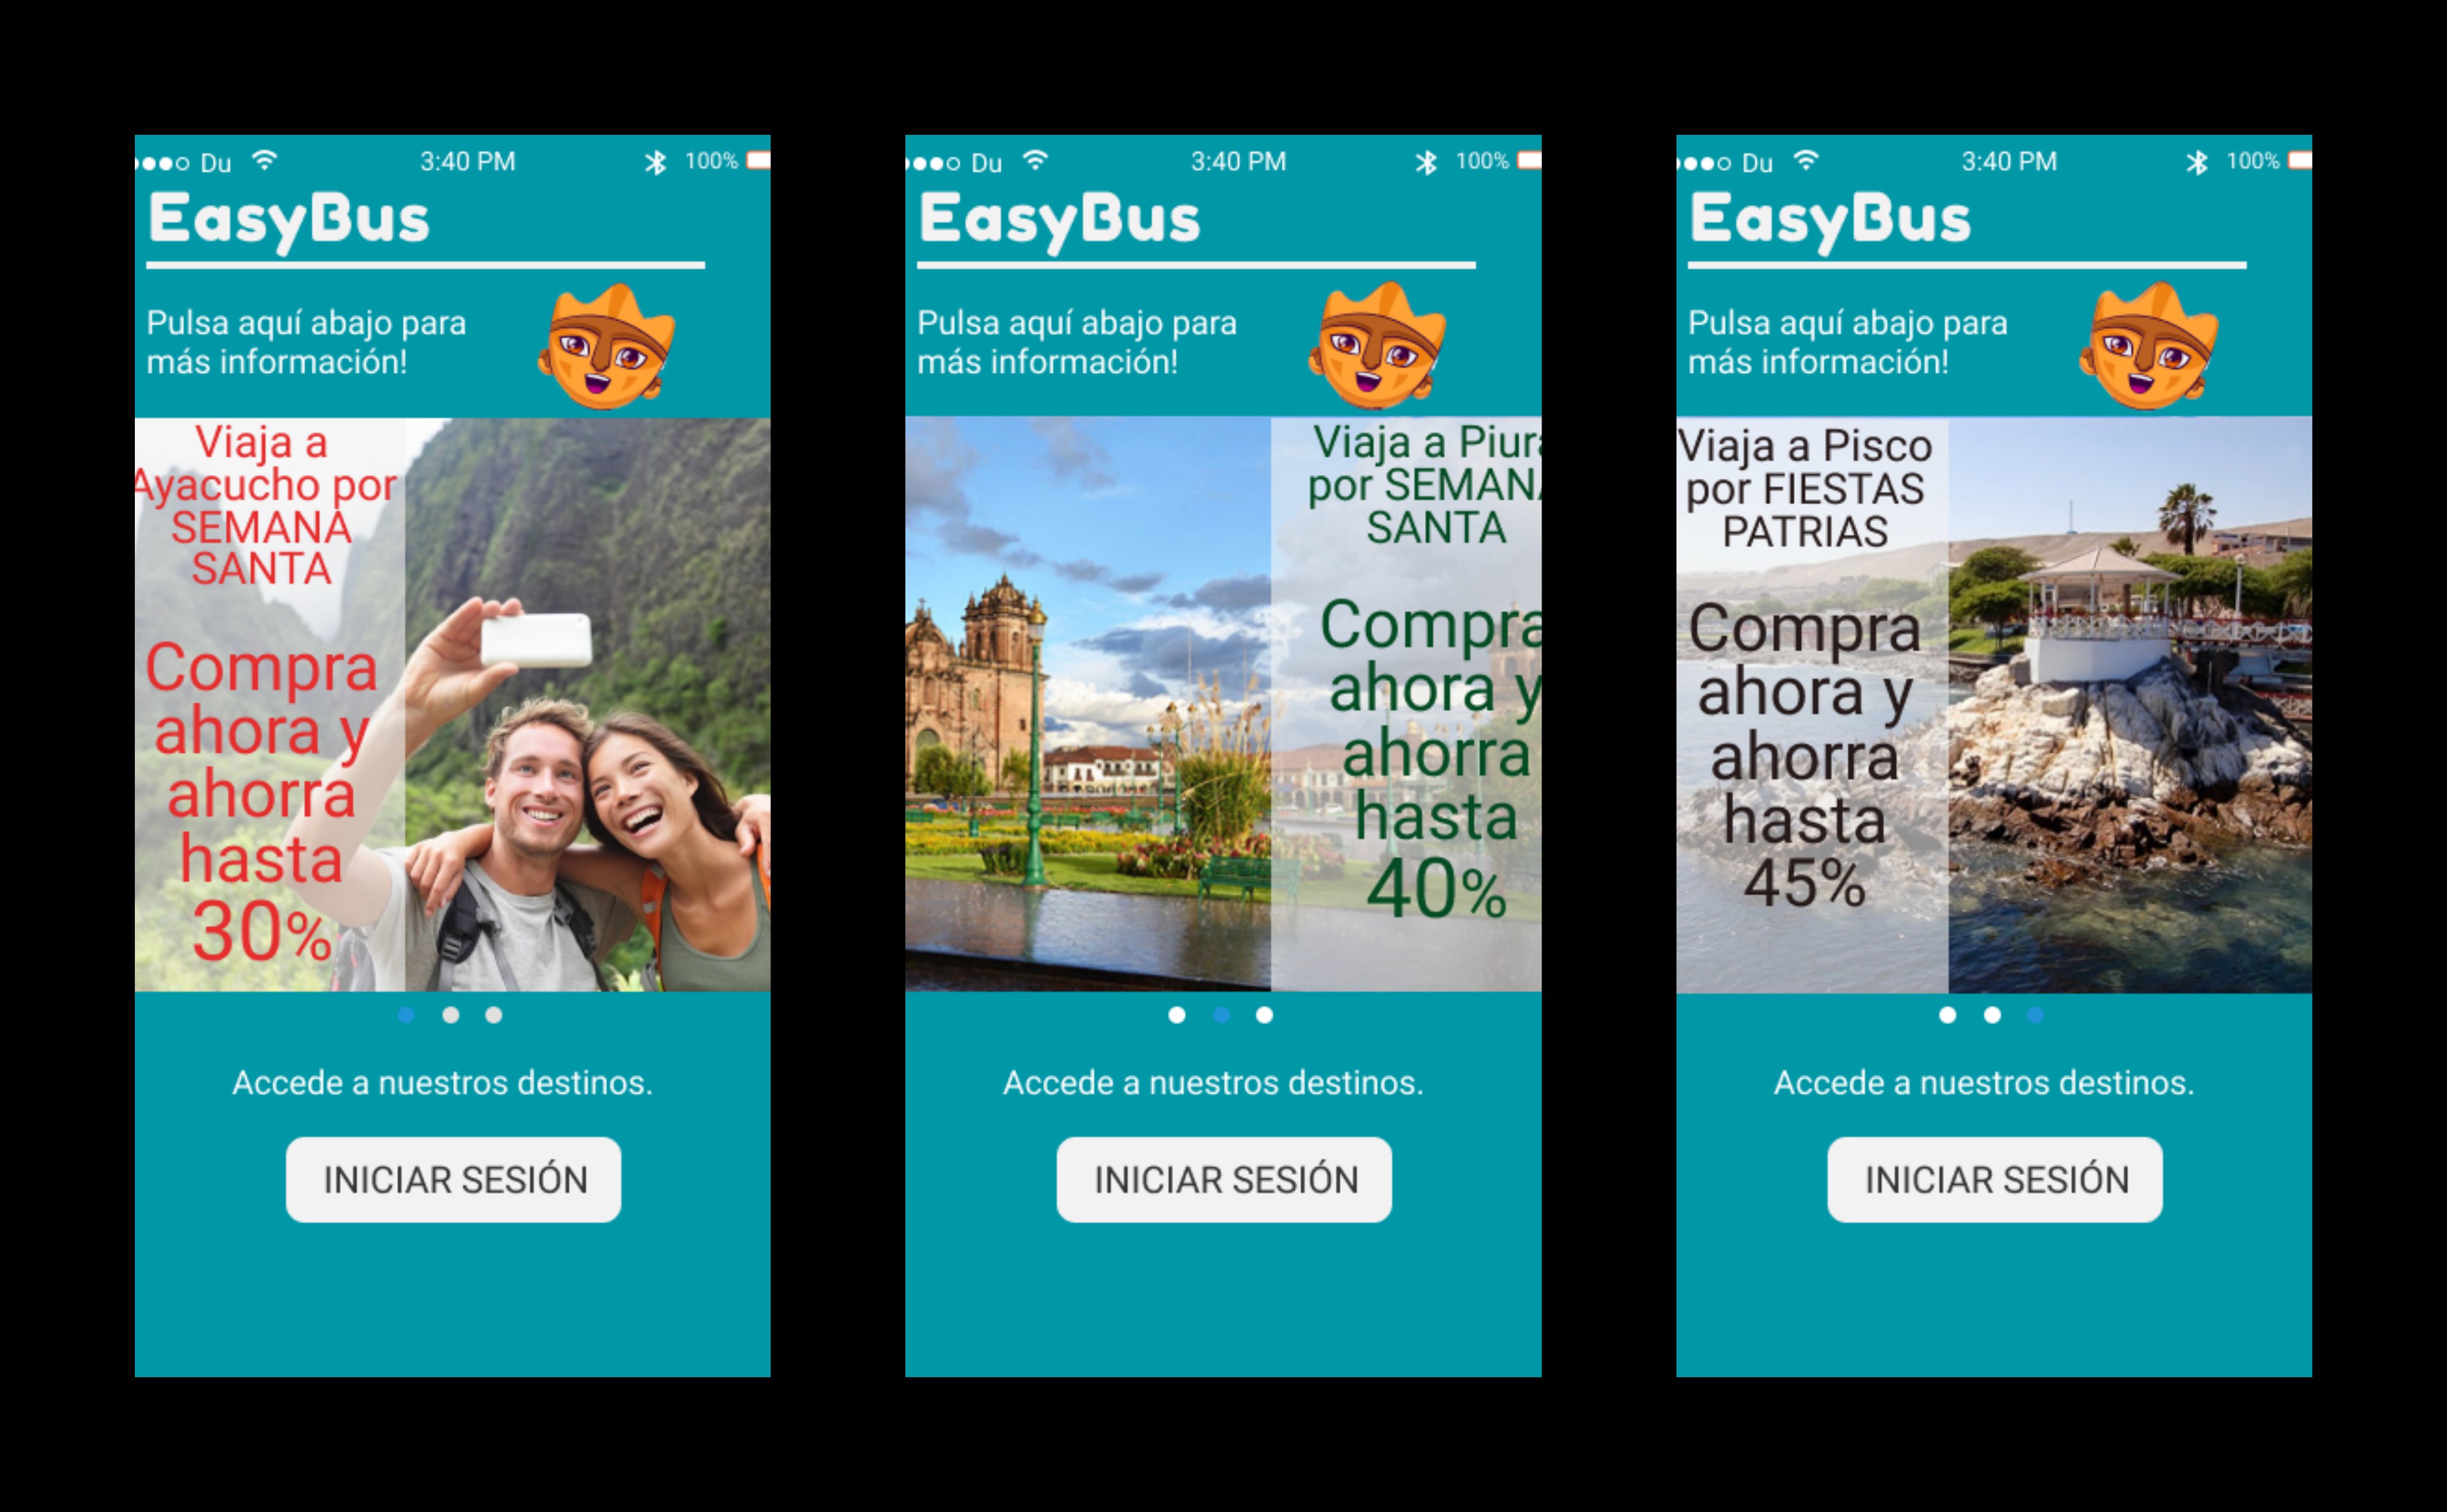 Du 3:40 PM 100%
EasyBus
Pulsa aquí abajo para
más información!
Viaja a
Ayacucho por
SEMANA
SANTA
Compra
ahora y
ahorra
hasta
30%
Accede a nuestros destinos.
INICIAR SESIÓN
Du 3:40 PM 100%
EasyBus
Pulsa aquí abajo para
más información!
Viaja a Piura
por SEMANA
SANTA
Compra
ahora y
ahorra
hasta
40%
Accede a nuestros destinos.
INICIAR SESIÓN
Du 3:40 PM 100%
EasyBus
Pulsa aquí abajo para
más información!
Viaja a Pisco
por FIESTAS
PATRIAS
Compra
ahora y
ahorra
hasta
45%
Accede a nuestros destinos.
INICIAR SESIÓN